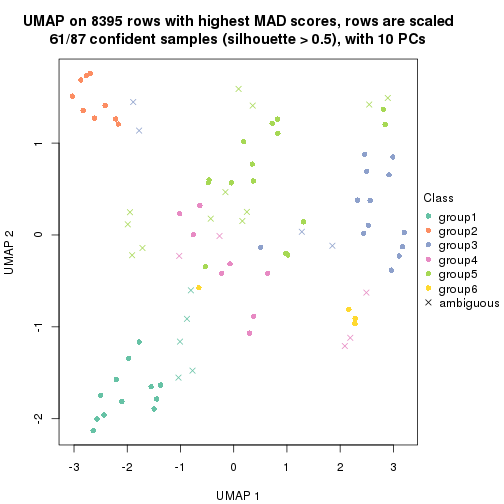 UMAP on 8395 rows with highest MAD scores, rows are scaled
61/87 confident samples (silhouette > 0.5), with 10 PCs
UMAP 2
1
0
-1
-2
-3
-2
-1
0
1
2
3
UMAP 1
Class
group1
group2
group3
group4
group5
group6
ambiguous